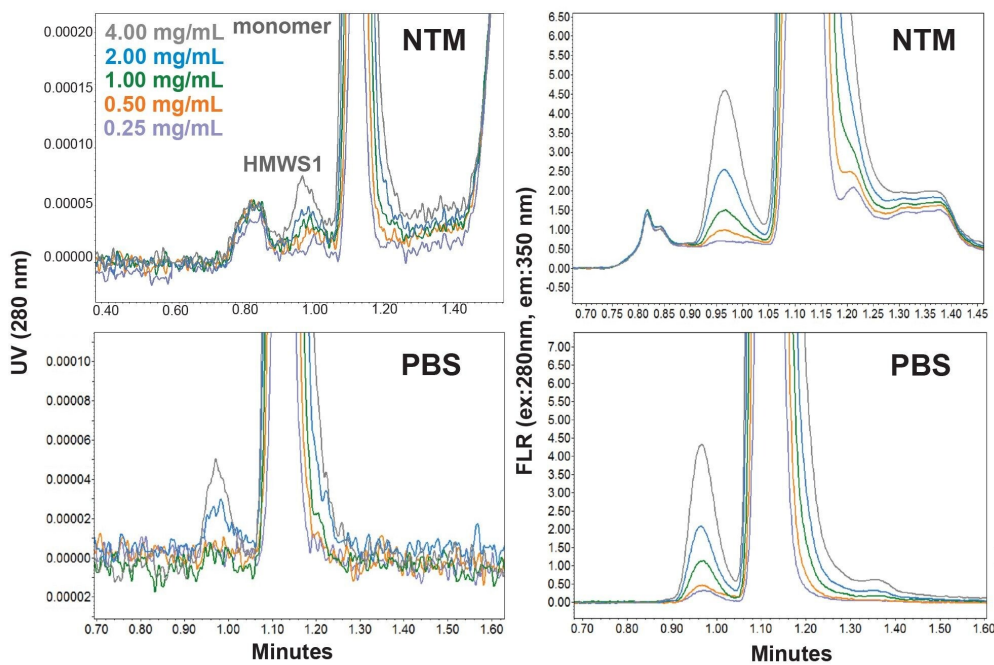 4.00 mg/mL
monomer
2.00 mg/mL
1.00 mg/mL
0.50 mg/mL
0.25 mg/mL
HMWS1
NTM
0.00020
0.00015
0.00010
0.00005
0.00000
0.40 0.60 0.80 1.00 1.20 1.40
NTM
6.50
6.00
5.50
5.00
4.50
4.00
3.50
3.00
2.50
2.00
1.50
1.00
0.50
0.00
-0.50
0.70 0.75 0.80 0.85 0.90 0.95 1.00 1.05 1.10 1.15 1.20 1.25 1.30 1.35 1.40 1.45
UV (280 nm)
FLR (ex:280nm, em:350 nm)
PBS
0.00010
0.00008
0.00006
0.00004
0.00002
0.00000
0.00002
0.70 0.80 0.90 1.00 1.10 1.20 1.30 1.40 1.50 1.60
Minutes
PBS
7.00
6.50
6.00
5.50
5.00
4.50
4.00
3.50
3.00
2.50
2.00
1.50
1.00
0.50
0.00
0.70 0.80 0.90 1.00 1.10 1.20 1.30 1.40 1.50 1.60
Minutes